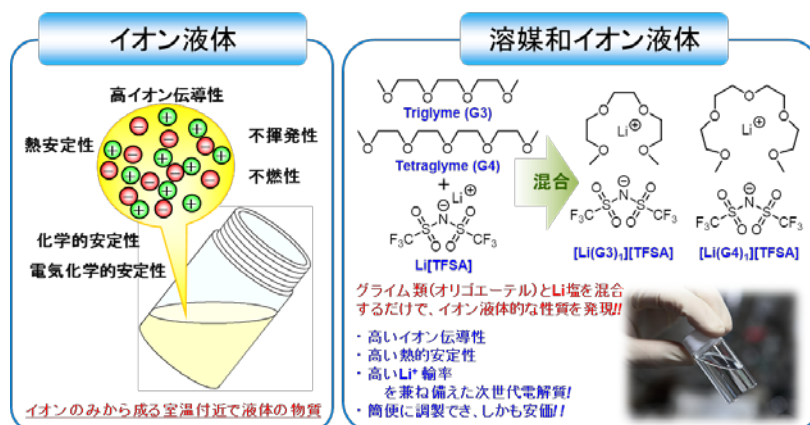 イオン液体
高イオン伝導性
熱安定性
不揮発性
不燃性
化学的安定性
電気化学的安定性
イオンのみから成る室温付近で液体の物質
溶媒和イオン液体
Triglyme (G3)
Tetraglyme (G4)
+
Li[TFSA]
混合
[Li(G3)₁][TFSA]
[Li(G4)₁][TFSA]
グライム類(オリゴエーテル)とLi塩を混合
するだけで、イオン液体的な性質を発現!!
・高いイオン伝導性
・高い熱的安定性
・高いLi⁺輸率
を兼ね備えた次世代電解質!
・簡便に調製でき、しかも安価!!